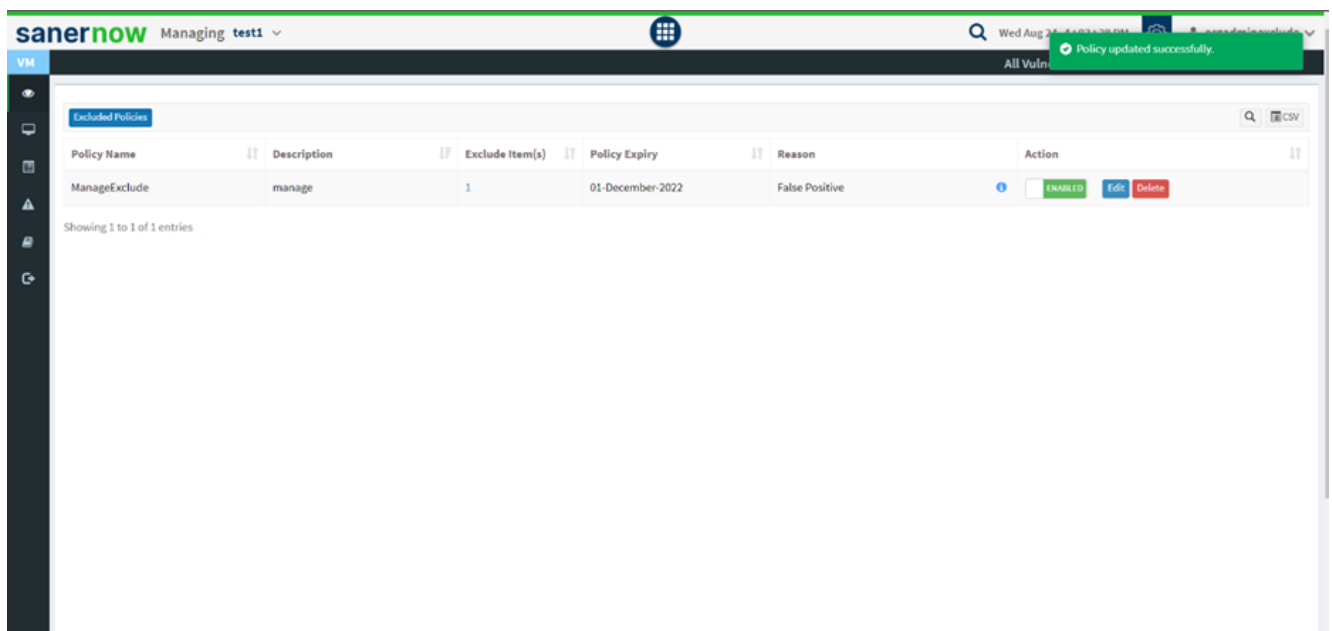 sanernow Managing test1
Wed Aug
Policy updated successfully.
VM
All
Excluded Policies
CSV
Policy Name Description Exclude Item(s) Policy Expiry Reason Action
ManageExclude manage 1 01-December-2022 False Positive ENABLED Edit Delete
Showing 1 to 1 of 1 entries